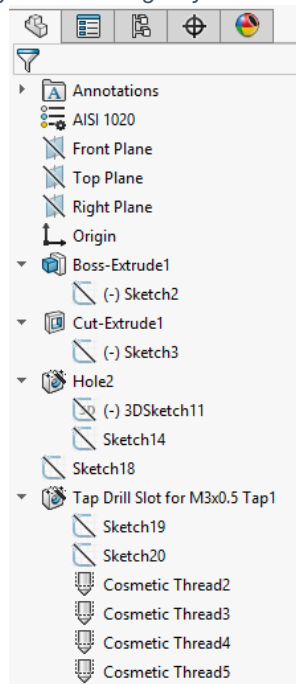 Annotations
AISI 1020
Front Plane
Top Plane
Right Plane
Origin
Boss-Extrude1
(-) Sketch2
Cut-Extrude1
(-) Sketch3
Hole2
3D (-) 3DSketch11
Sketch14
Sketch18
Tap Drill Slot for M3x0.5 Tap1
Sketch19
Sketch20
Cosmetic Thread2
Cosmetic Thread3
Cosmetic Thread4
Cosmetic Thread5